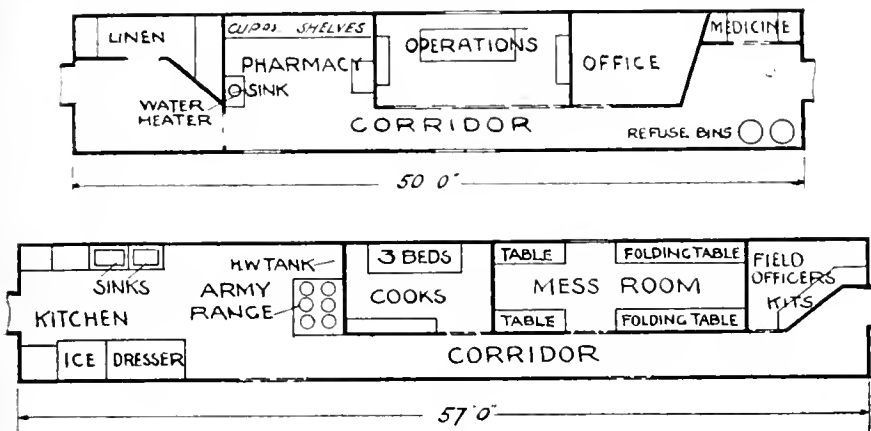 LINEN
CUPDS SHELVES
OPERATIONS
MEDICINE
PHARMACY
OFFICE
SINK
WATER
HEATER
CORRIDOR
REFUSE BINS
50 0"
H.W TANK
3 BEDS
TABLE
FOLDING TABLE
FIELD
OFFICERS
KITS
SINKS
ARMY
RANGE
COOKS
MESS ROOM
KITCHEN
TABLE
FOLDING TABLE
ICE
DRESSER
CORRIDOR
57'0"